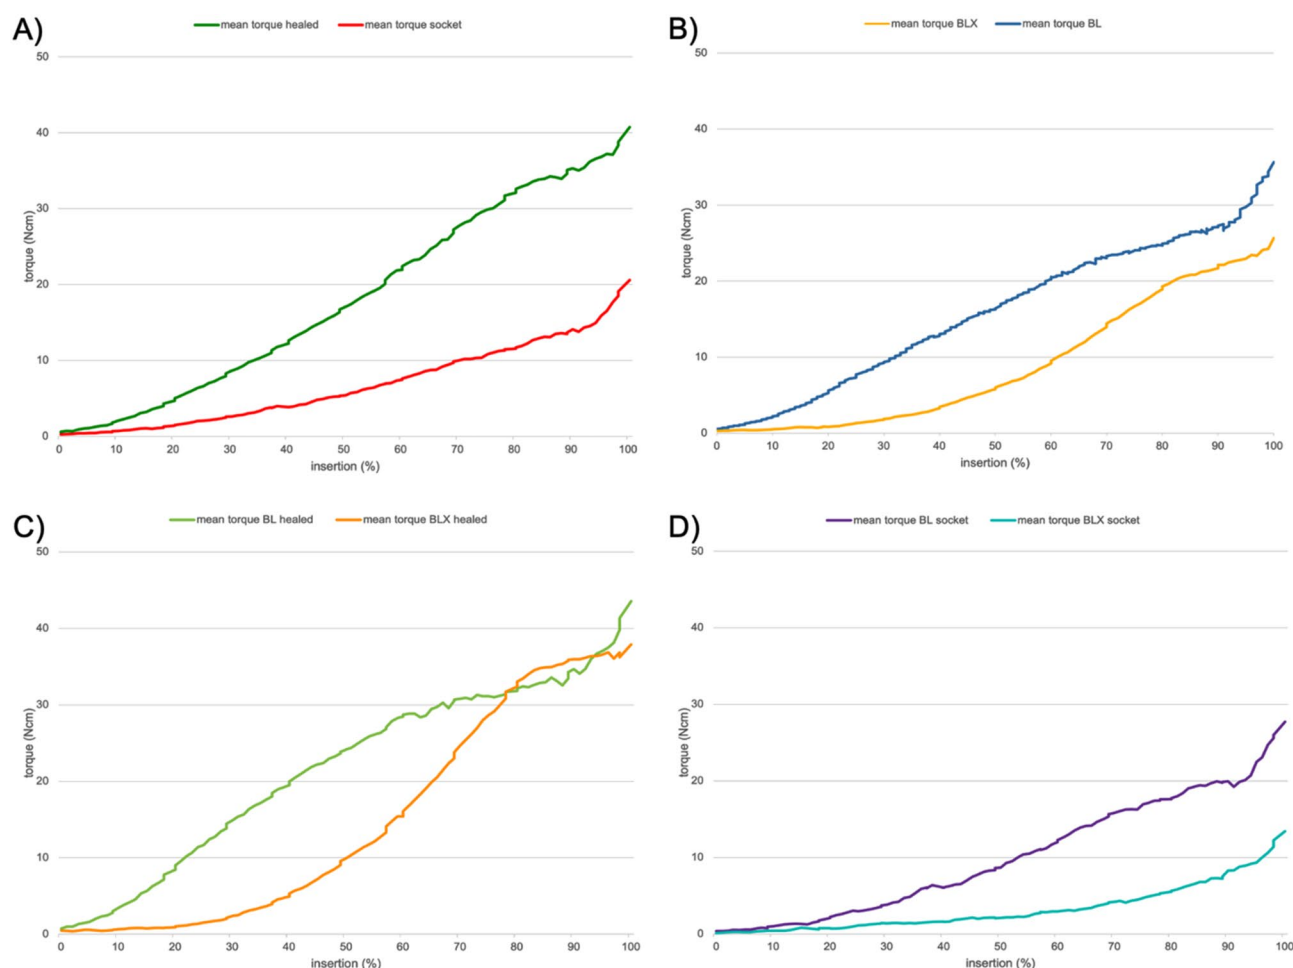 A)
mean torque healed mean torque socket
50
40
30
20
10
0
torque (Ncm)
0 10 20 30 40 50 60 70 80 90 100
insertion (%)
B)
mean torque BLX mean torque BL
50
40
30
20
10
0
torque (Ncm)
0 10 20 30 40 50 60 70 80 90 100
insertion (%)
C)
mean torque BL healed mean torque BLX healed
50
40
30
20
10
0
torque (Ncm)
0 10 20 30 40 50 60 70 80 90 100
insertion (%)
D)
mean torque BL socket mean torque BLX socket
50
40
30
20
10
0
torque (Ncm)
0 10 20 30 40 50 60 70 80 90 100
insertion (%)